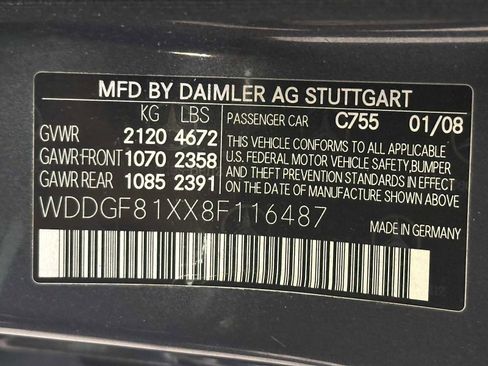 MFD BY DAIMLER AG STUTTGART
KG LBS
GVWR 2120 4672
GAWR-FRONT 1070 2358
GAWR REAR 1085 2391
PASSENGER CAR C755 01/08
THIS VEHICLE CONFORMS TO ALL APPLICABLE
U.S. FEDERAL MOTOR VEHICLE SAFETY, BUMPER
AND THEFT PREVENTION STANDARDS IN EFFECT
ON THE DATE OF MANUFACTURE SHOWN ABOVE
WDDGF81XX8F116487
MADE IN GERMANY